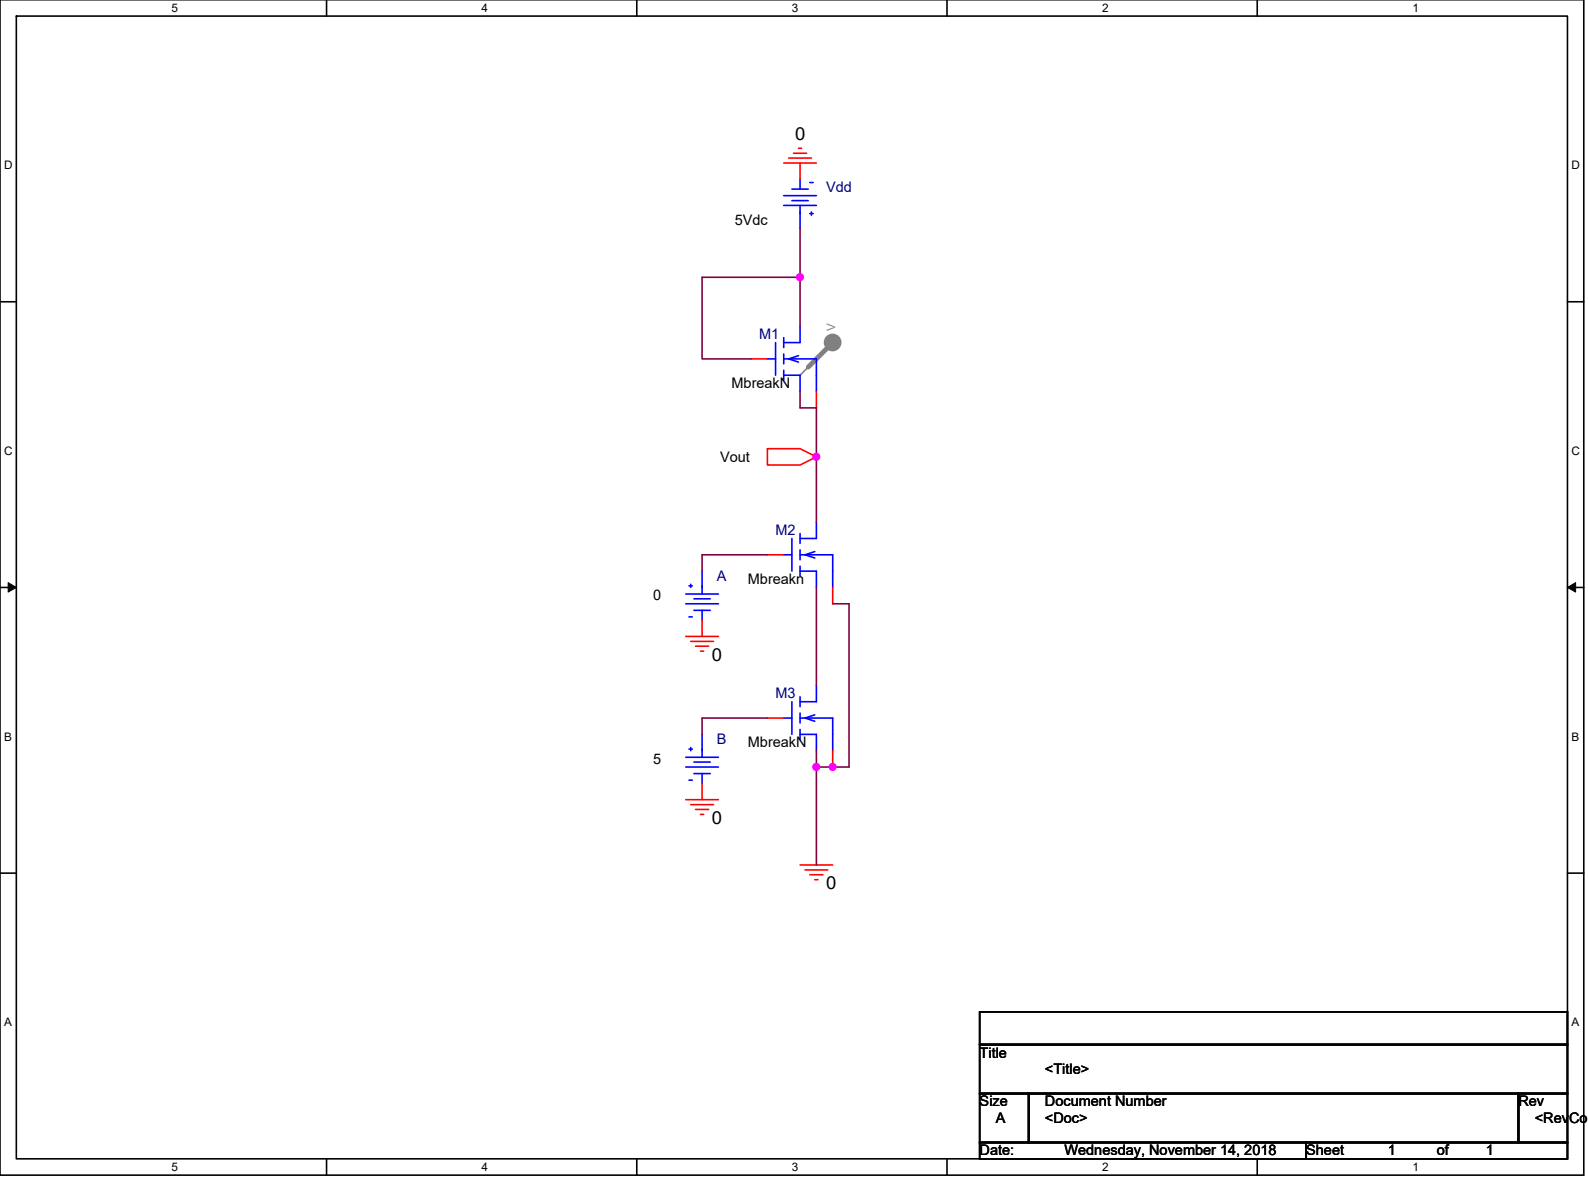 5 4 3 2 1
0
D D
Vdd
- +
5Vdc
M1
V
MbreakN
C C
Vout
M2
A
Mbreakn
0
+ -
0
M3
B
B B
MbreakN
5
+ -
0
0
A A
Title
<Title>
Size Document Number Rev
A <Doc> <RevCo
Date: Wednesday, November 14, 2018 Sheet 1 of 1
5 4 3 2 1